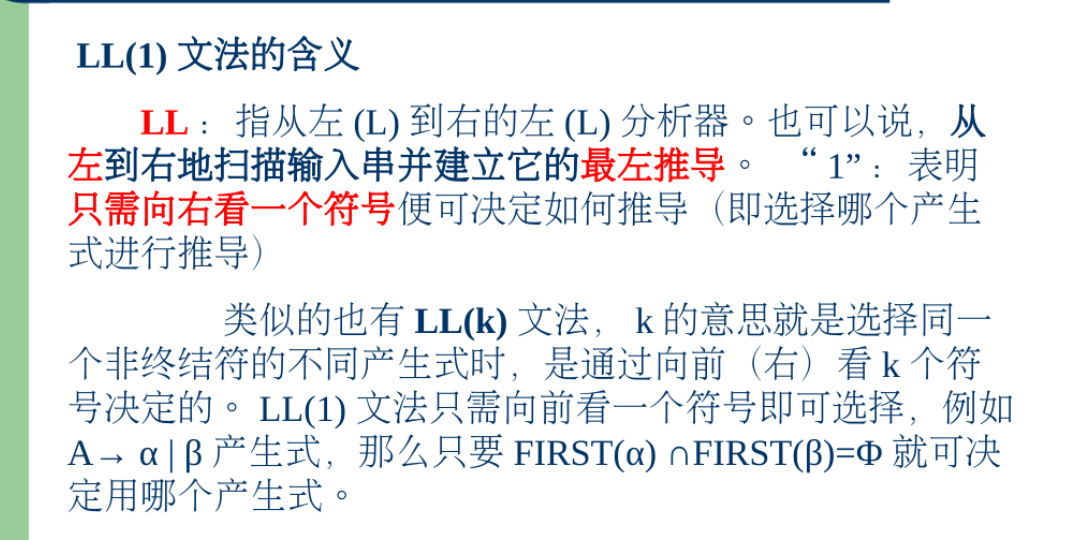 LL(1) 文法的含义
LL： 指从左 (L) 到右的左 (L) 分析器。也可以说，从
左到右地扫描输入串并建立它的最左推导。 “ 1”： 表明
只需向右看一个符号便可决定如何推导（即选择哪个产生
式进行推导）
类似的也有 LL(k) 文法， k 的意思就是选择同一
个非终结符的不同产生式时，是通过向前（右）看 k 个符
号决定的。 LL(1) 文法只需向前看一个符号即可选择，例如
A→ α | β 产生式，那么只要 FIRST(α) ∩FIRST(β)=Φ 就可决
定用哪个产生式。